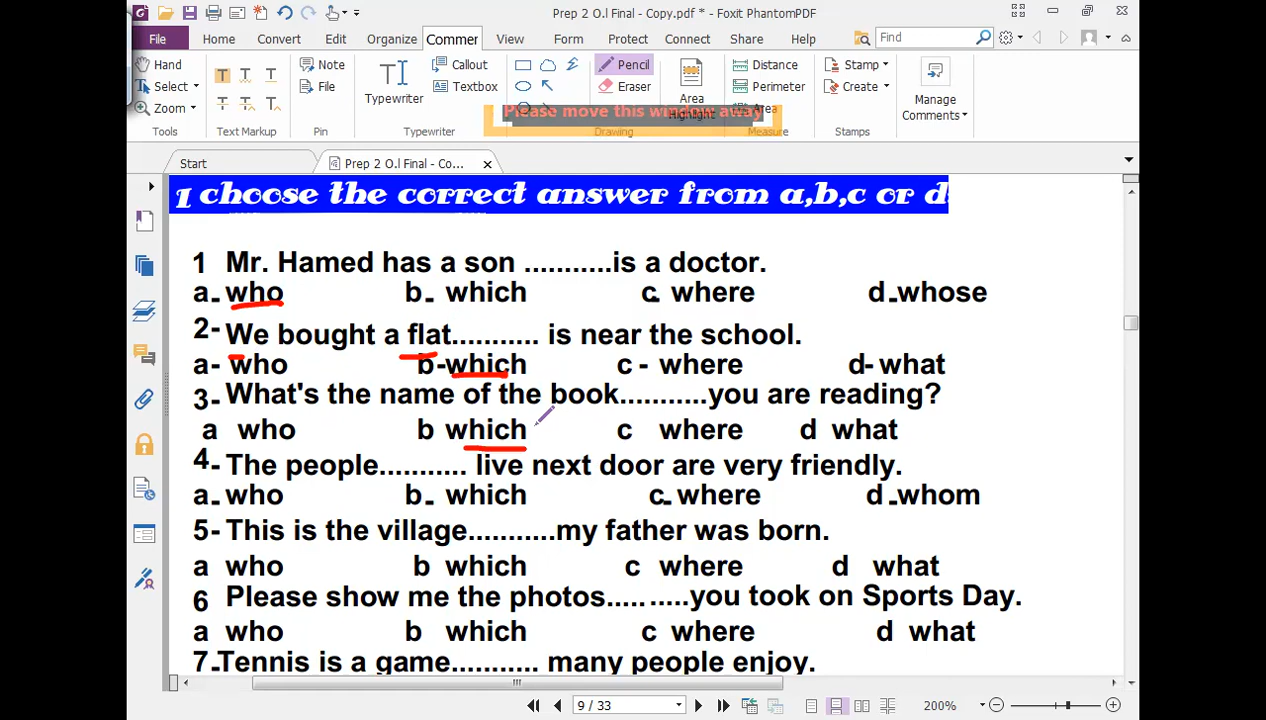 Prep 2 O.l Final - Copy.pdf * - Foxit PhantomPDF
File Home Convert Edit Organize Commer View Form Protect Connect Share Help Find
Hand
Select
Zoom
Tools
Text Markup
Note
File
Pin
Typewriter
Callout
Textbox
Typewriter
Pencil
Eraser
Drawing
Area Highlight
Please move this window away
Distance
Perimeter
Area
Measure
Stamp
Create
Stamps
Manage Comments
Start
Prep 2 O.l Final - Co...
1 choose the correct answer from a,b,c or d
1 Mr. Hamed has a son ...........is a doctor.
a. who b. which c. where d.whose
2- We bought a flat........... is near the school.
a- who b-which c - where d- what
3- What's the name of the book...........you are reading?
a who b which c where d what
4- The people........... live next door are very friendly.
a. who b. which c. where d.whom
5- This is the village...........my father was born.
a who b which c where d what
6 Please show me the photos..... .....you took on Sports Day.
a who b which c where d what
7.Tennis is a game........... many people enjoy.
9 / 33
200%